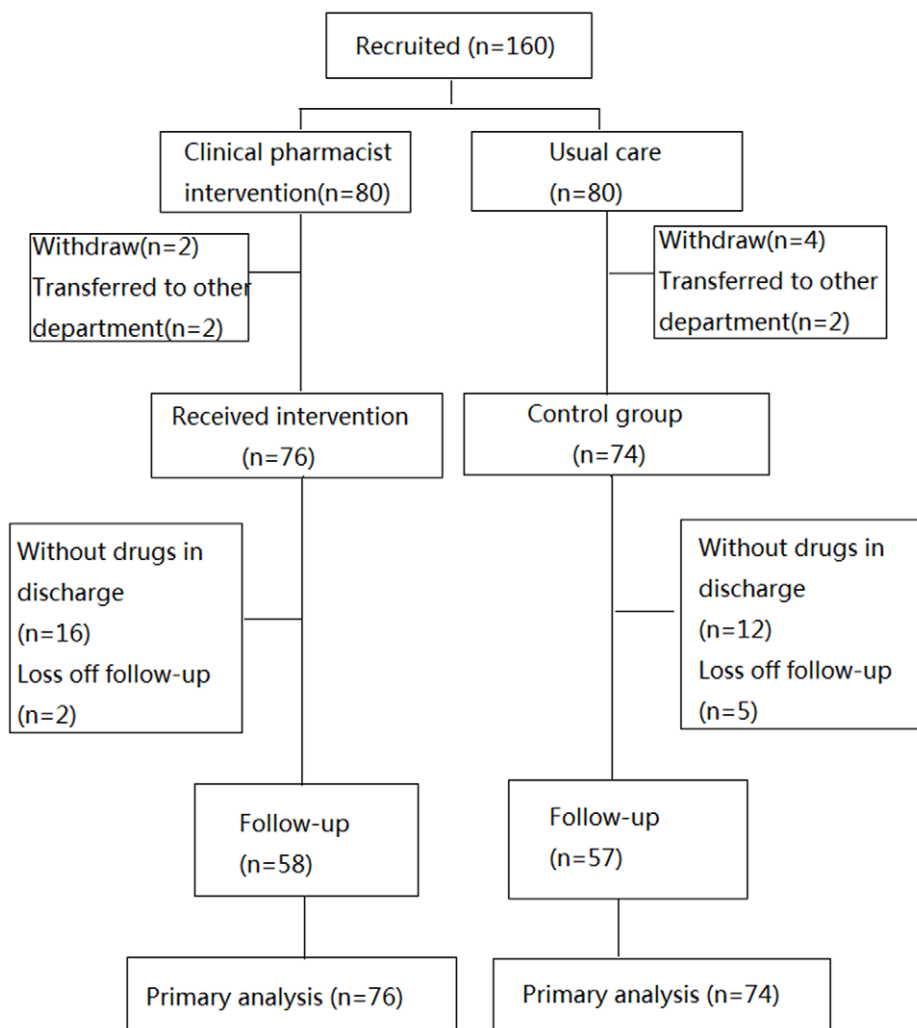 Recruited (n=160)
Clinical pharmacist
intervention(n=80)
Usual care
(n=80)
Withdraw(n=2)
Transferred to other
department(n=2)
Withdraw(n=4)
Transferred to other
department(n=2)
Received intervention
(n=76)
Control group
(n=74)
Without drugs in
discharge
(n=16)
Loss off follow-up
(n=2)
Without drugs in
discharge
(n=12)
Loss off follow-up
(n=5)
Follow-up
(n=58)
Follow-up
(n=57)
Primary analysis (n=76)
Primary analysis (n=74)